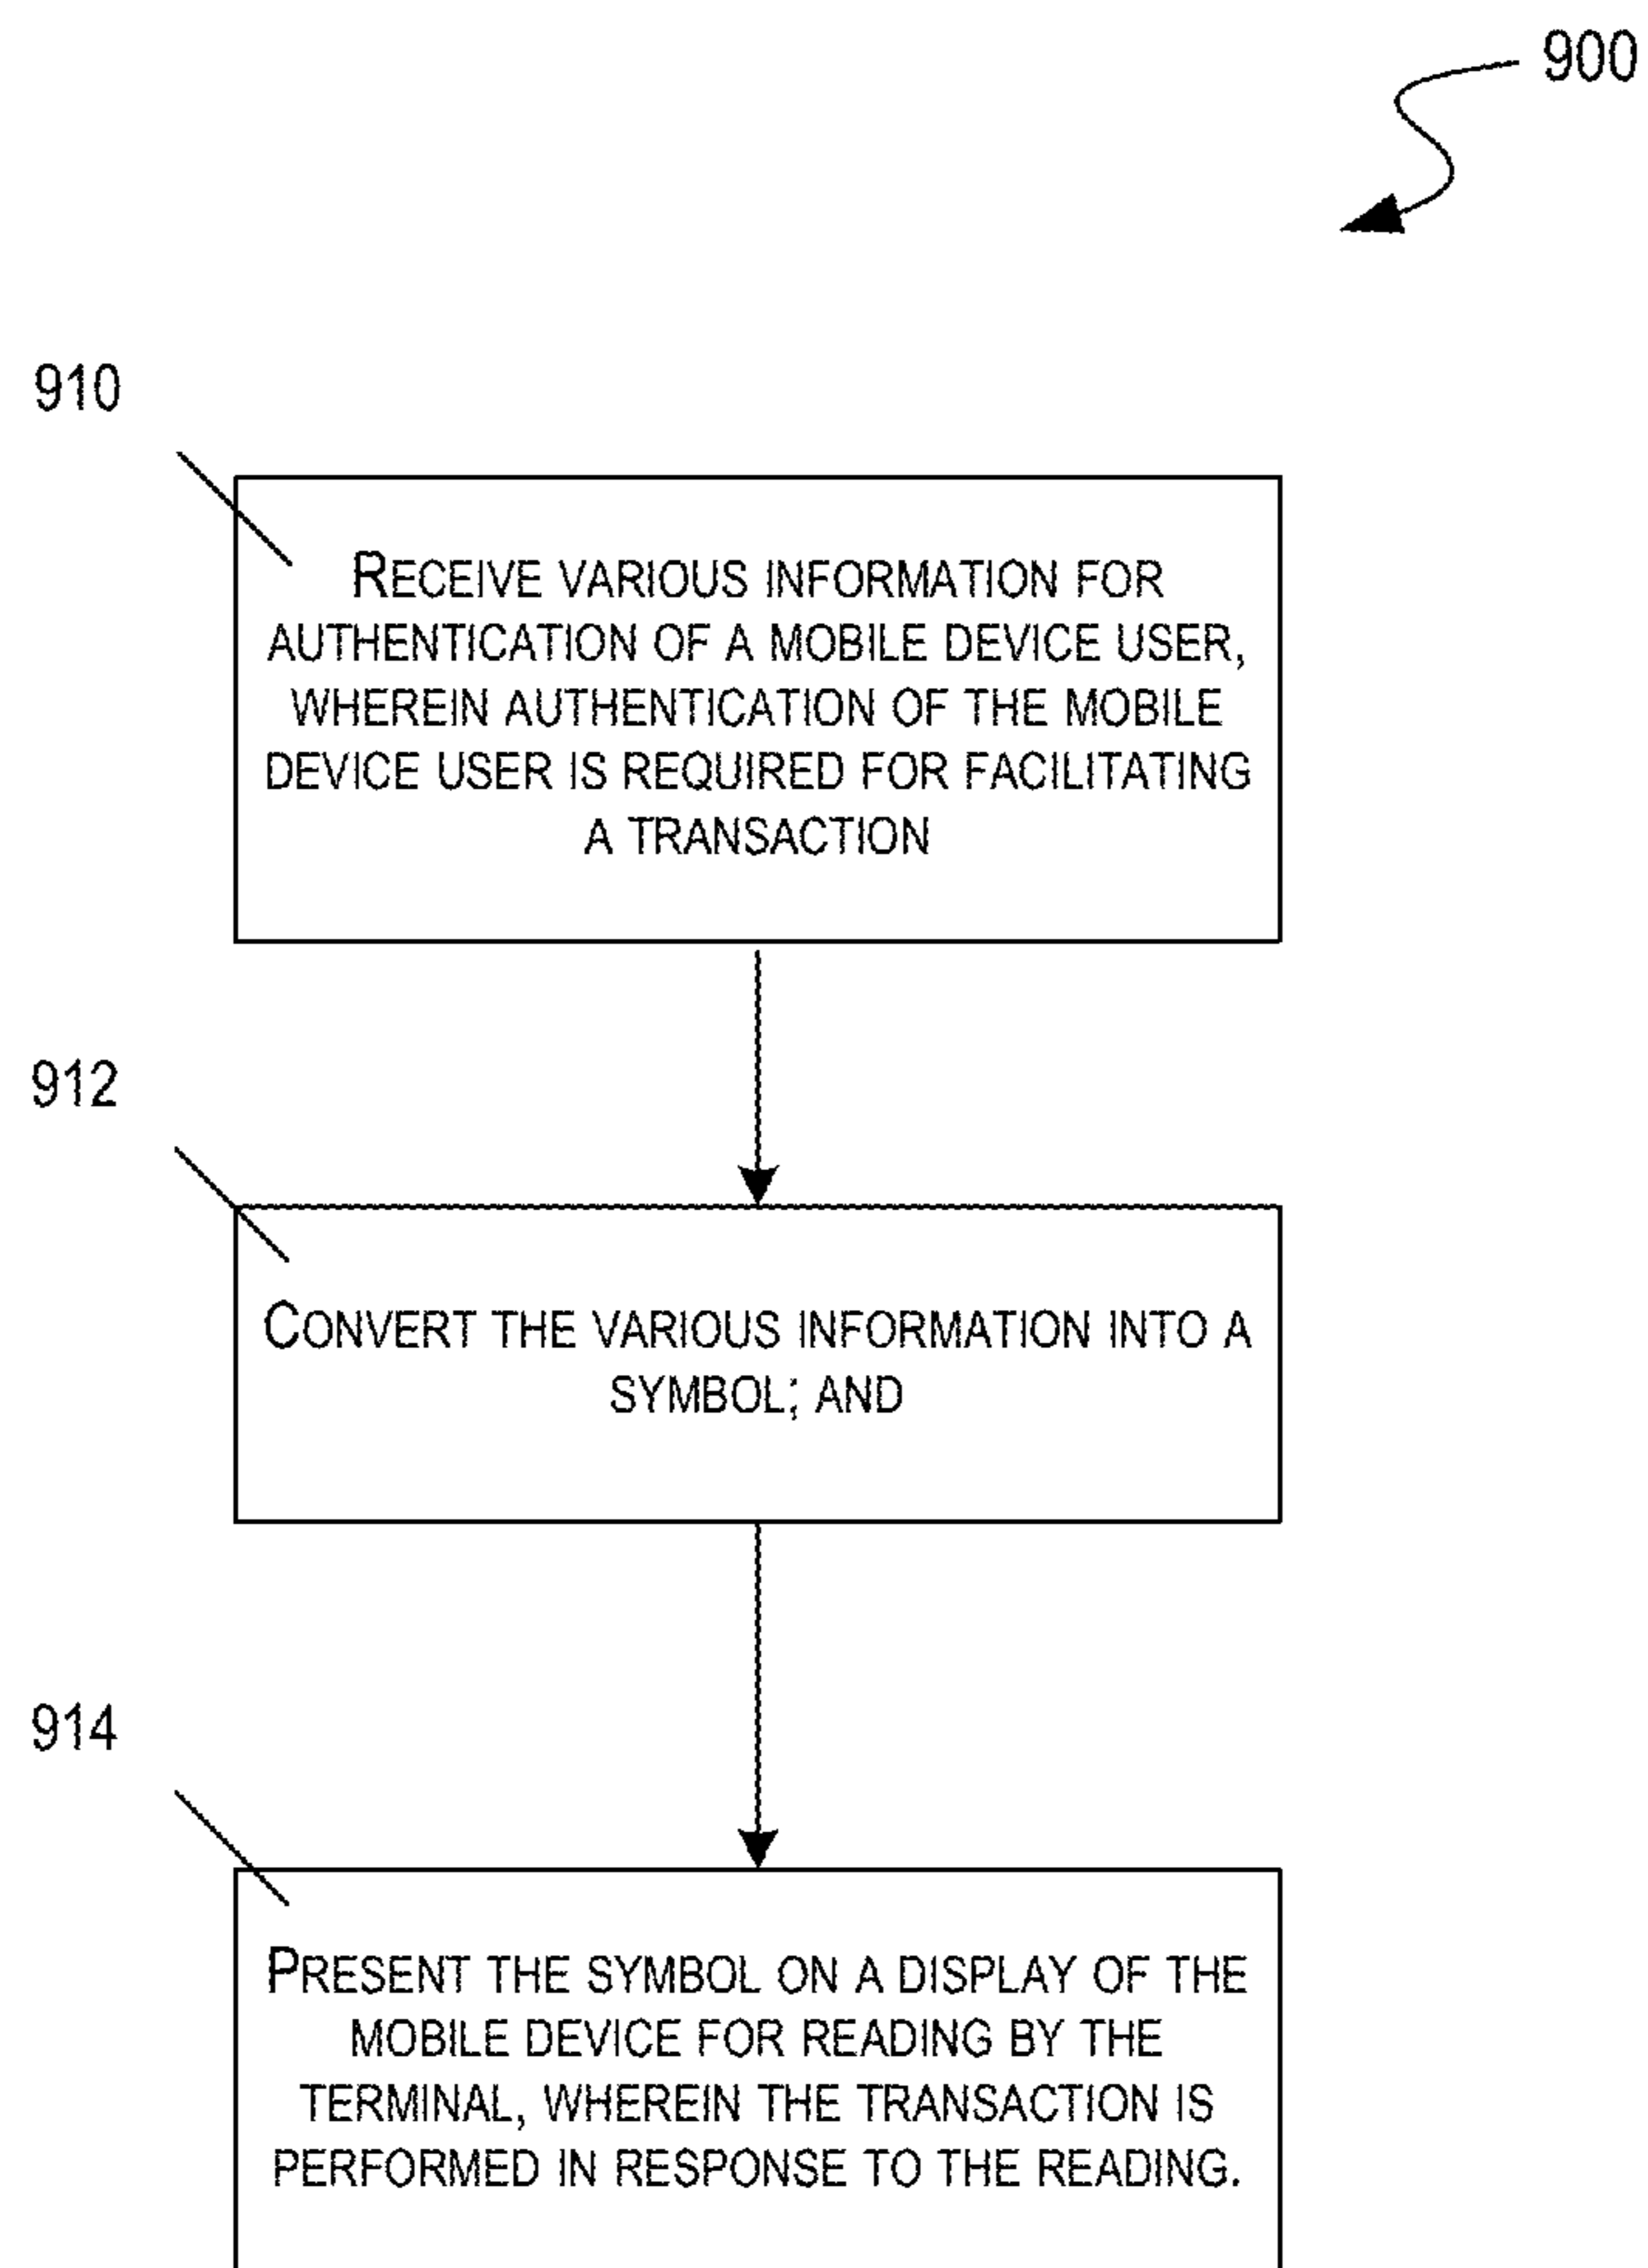 900
910
RECEIVE VARIOUS INFORMATION FOR
AUTHENTICATION OF A MOBILE DEVICE USER,
WHEREIN AUTHENTICATION OF THE MOBILE
DEVICE USER IS REQUIRED FOR FACILITATING
A TRANSACTION
912
CONVERT THE VARIOUS INFORMATION INTO A
SYMBOL; AND
914
PRESENT THE SYMBOL ON A DISPLAY OF THE
MOBILE DEVICE FOR READING BY THE
TERMINAL, WHEREIN THE TRANSACTION IS
PERFORMED IN RESPONSE TO THE READING.